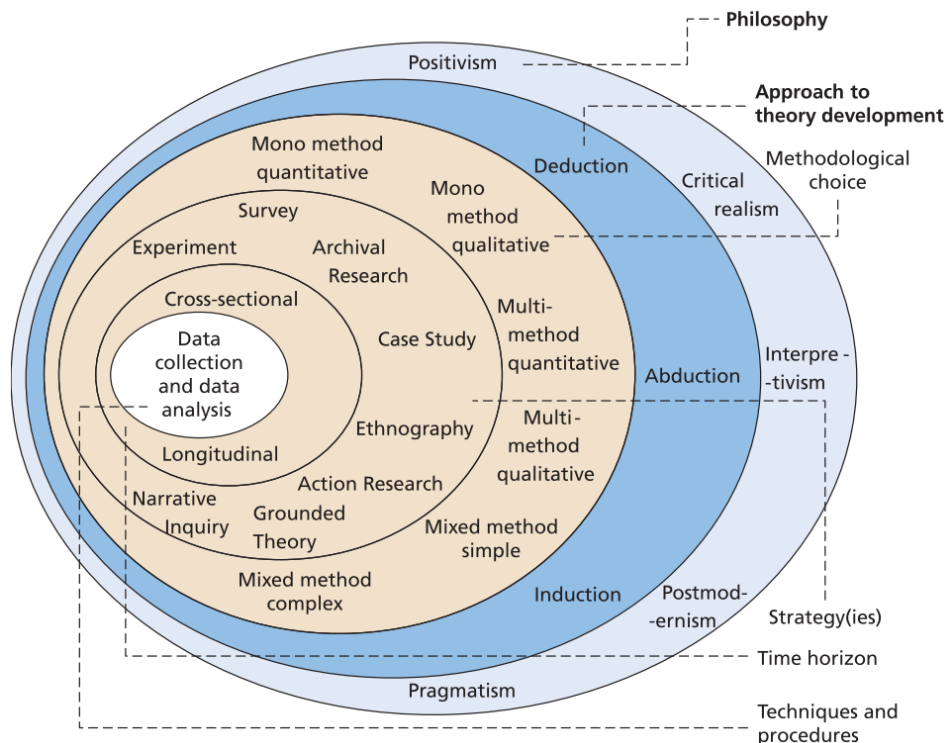 Philosophy
Positivism
Approach to
theory development
Mono method
quantitative
Deduction
Methodological
choice
Mono
method
qualitative
Critical
realism
Survey
Experiment
Archival
Research
Cross-sectional
Multi-
method
quantitative
Data
collection
and data
analysis
Case Study
Abduction
Interpre -
-tivism
Ethnography
Multi-
method
qualitative
Longitudinal
Action Research
Narrative
Inquiry
Grounded
Theory
Mixed method
simple
Mixed method
complex
Induction
Postmod-
-ernism
Strategy(ies)
Time horizon
Pragmatism
Techniques and
procedures